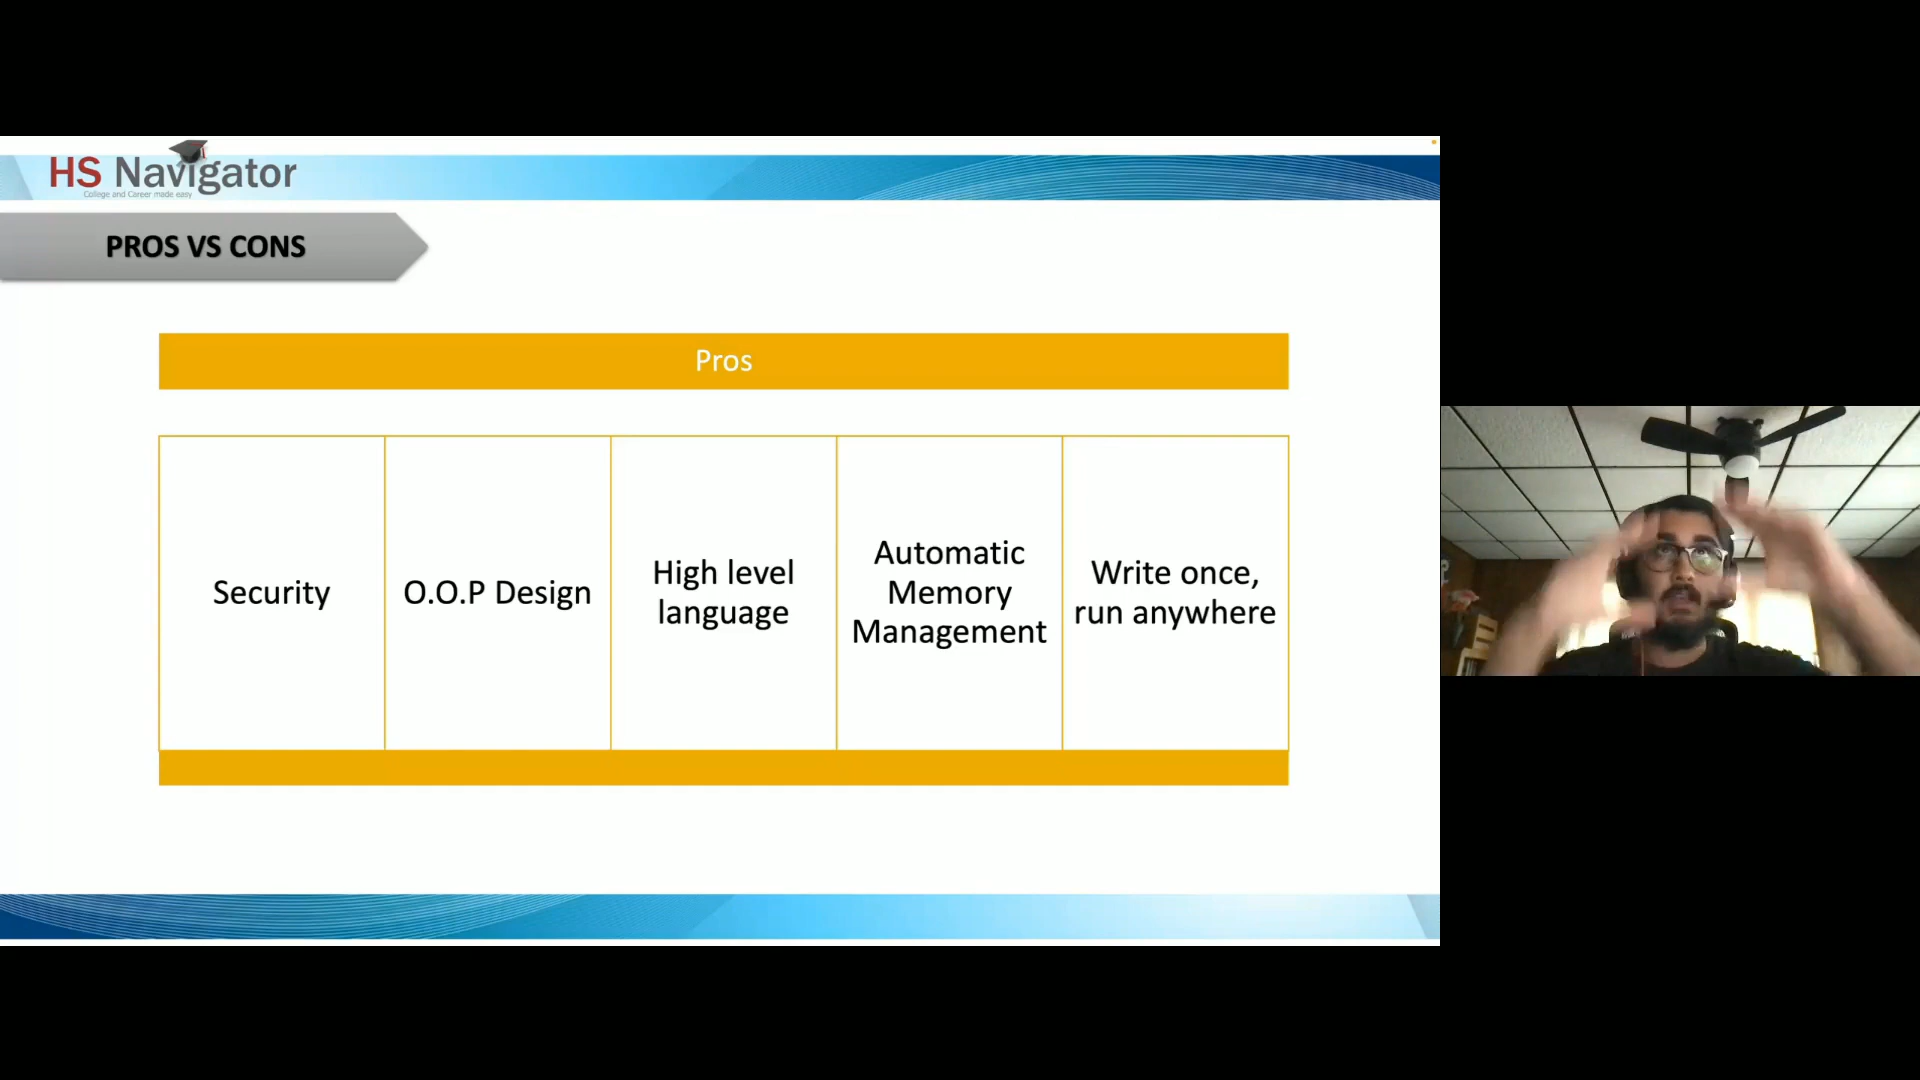 HS Navigator
College and Career made easy
PROS VS CONS
Pros
Security
O.O.P Design
High level
language
Automatic
Memory
Management
Write once,
run anywhere